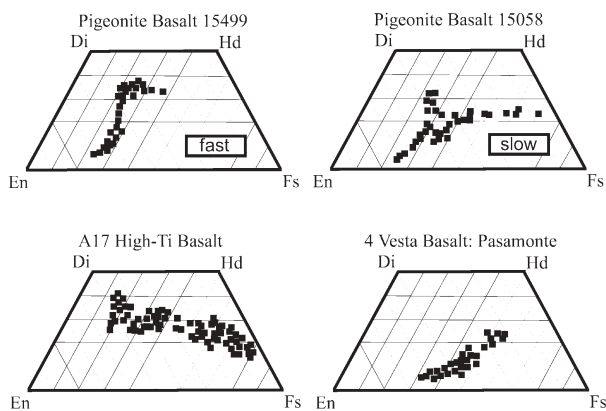 Pigeonite Basalt 15499
Di Hd
fast
En Fs
Pigeonite Basalt 15058
Di Hd
slow
En Fs
A17 High-Ti Basalt
Di Hd
En Fs
4 Vesta Basalt: Pasamonte
Di Hd
En Fs